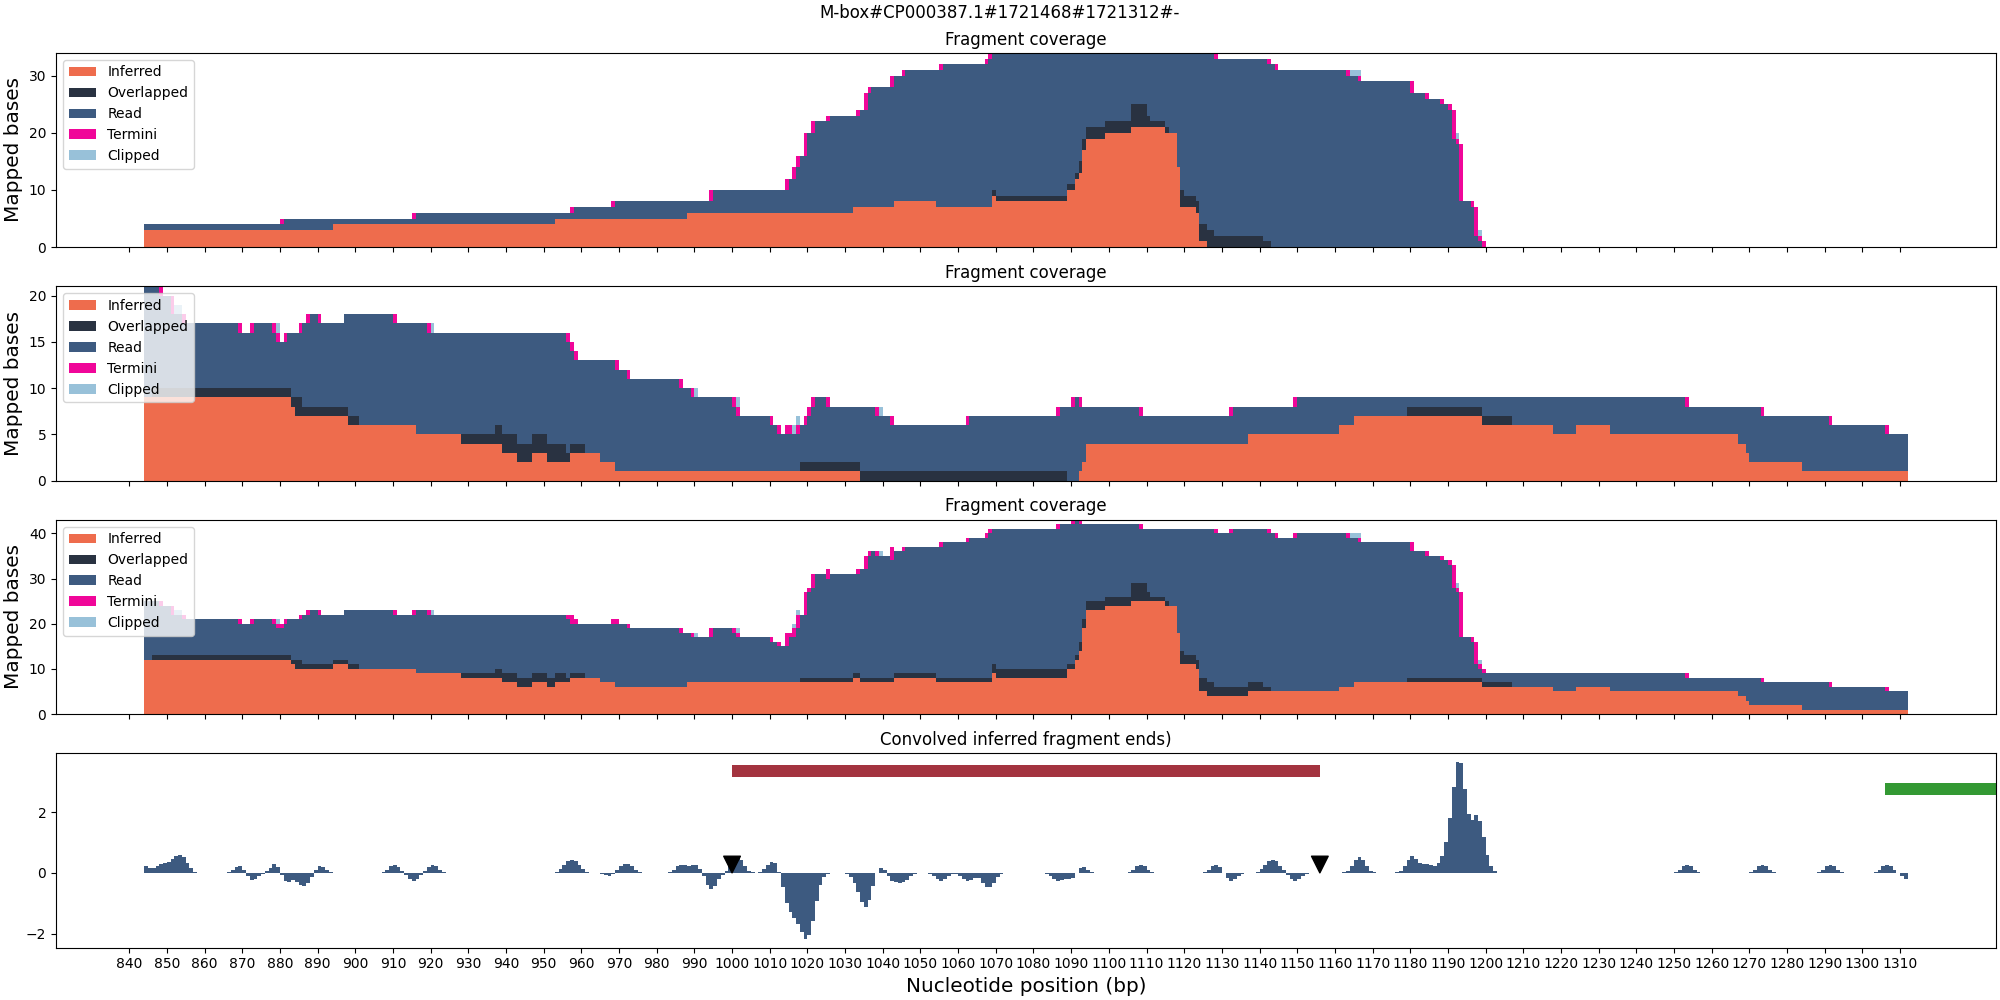 M-box#CP000387.1#1721468#1721312#-
Fragment coverage
Mapped bases
30
20
10
0
Inferred
Overlapped
Read
Termini
Clipped
Fragment coverage
Mapped bases
20
15
10
5
0
Inferred
Overlapped
Read
Termini
Clipped
Fragment coverage
Mapped bases
40
30
20
10
0
Inferred
Overlapped
Read
Termini
Clipped
Convolved inferred fragment ends)
2
0
−2
840 850 860 870 880 890 900 910 920 930 940 950 960 970 980 990 1000 1010 1020 1030 1040 1050 1060 1070 1080 1090 1100 1110 1120 1130 1140 1150 1160 1170 1180 1190 1200 1210 1220 1230 1240 1250 1260 1270 1280 1290 1300 1310
Nucleotide position (bp)